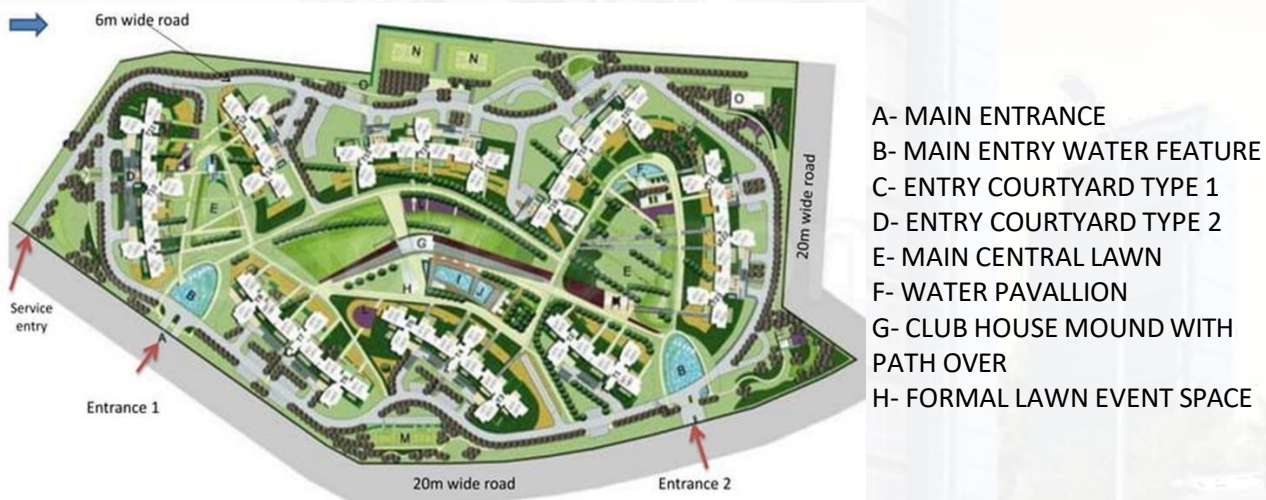 6m wide road
N
N
O
O
D
E
L
F
20m wide road
G
E
B
H
I
J
L
Service
entry
A
B
Entrance 1
M
20m wide road
Entrance 2
A- MAIN ENTRANCE
B- MAIN ENTRY WATER FEATURE
C- ENTRY COURTYARD TYPE 1
D- ENTRY COURTYARD TYPE 2
E- MAIN CENTRAL LAWN
F- WATER PAVALLION
G- CLUB HOUSE MOUND WITH
PATH OVER
H- FORMAL LAWN EVENT SPACE